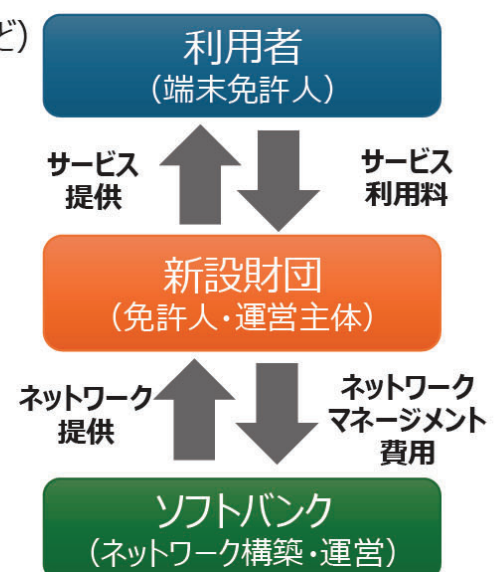 ど)
利用者
(端末免許人)
サービス
提供
サービス
利用料
新設財団
(免許人・運営主体)
ネットワーク
提供
ネットワーク
マネージメント
費用
ソフトバンク
(ネットワーク構築・運営)